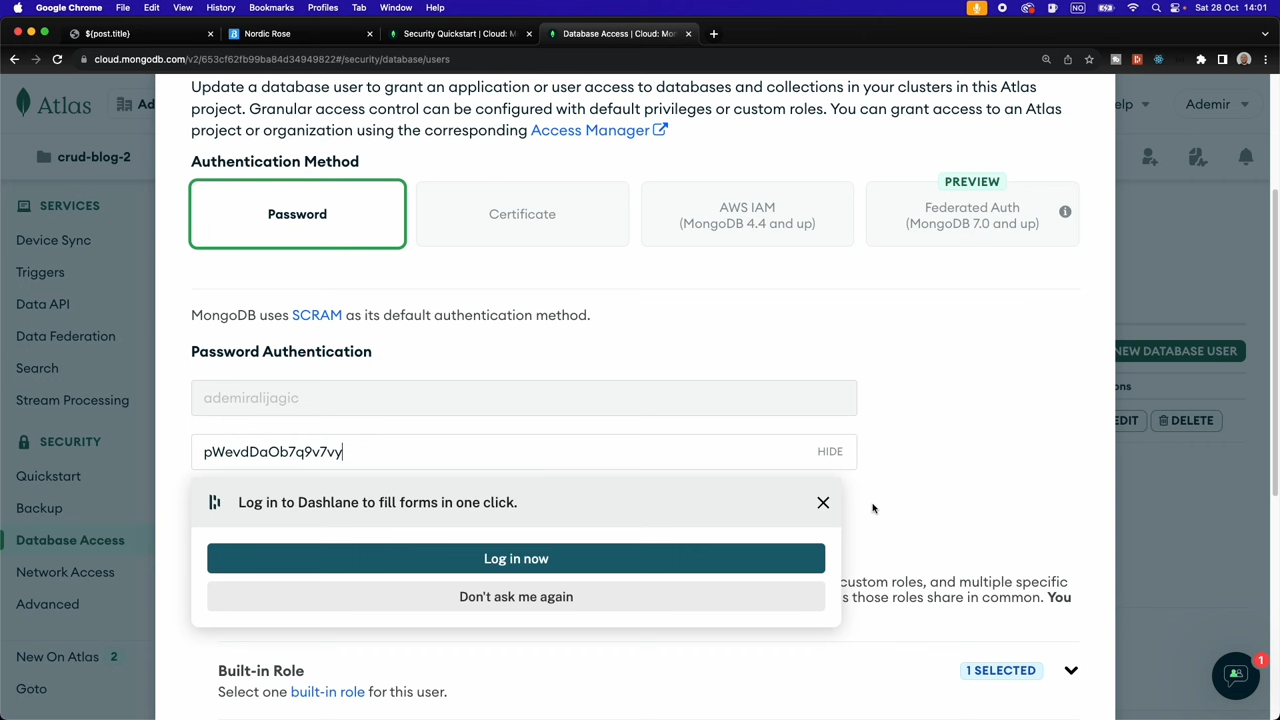 Google Chrome File Edit View History Bookmarks Profiles Tab Window Help NO Sat 28 Oct 14:01
${post.title} Nordic Rose Security Quickstart | Cloud: M Database Access | Cloud: Mon
cloud.mongodb.com/v2/653cf62fb99ba84d34949822#/security/database/users
Update a database user to grant an application or user access to databases and collections in your clusters in this Atlas
project. Granular access control can be configured with default privileges or custom roles. You can grant access to an Atlas
project or organization using the corresponding Access Manager
Atlas Ad elp Ademir
crud-blog-2
Authentication Method
PREVIEW
Password
Certificate
AWS IAM
(MongoDB 4.4 and up)
Federated Auth
(MongoDB 7.0 and up)
SERVICES
Device Sync
Triggers
Data API
Data Federation
Search
Stream Processing
SECURITY
Quickstart
Backup
Database Access
Network Access
Advanced
New On Atlas 2
Goto
MongoDB uses SCRAM as its default authentication method.
Password Authentication
ademiralijagic
pWevdDaOb7q9v7vy HIDE
Log in to Dashlane to fill forms in one click.
Log in now
Don't ask me again
custom roles, and multiple specific
s those roles share in common. You
Built-in Role 1 SELECTED
Select one built-in role for this user.
NEW DATABASE USER
ons
EDIT DELETE
1